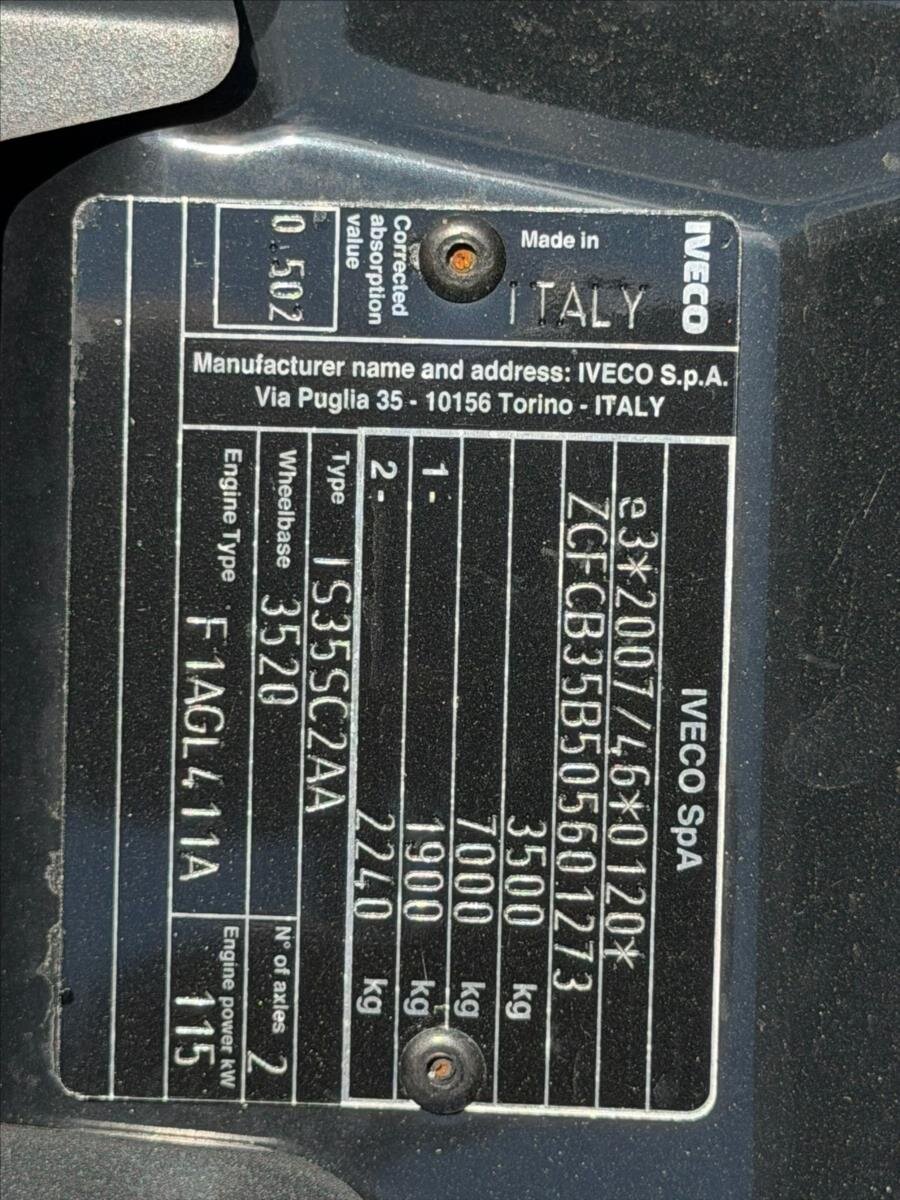 IVECO
Made in
ITALY
Corrected
absorption
value
0.502
Manufacturer name and address: IVECO S.p.A.
Via Puglia 35 - 10156 Torino - ITALY
IVECO SpA
e3*2007/46*0120*
ZCFCB35B505601273
3500 kg
7000 kg
1- 1900 kg
2- 2240 kg
Type IS35SC2AA
Wheelbase 3520 N° of axles 2
Engine Type F1AGL411A Engine power kW 115